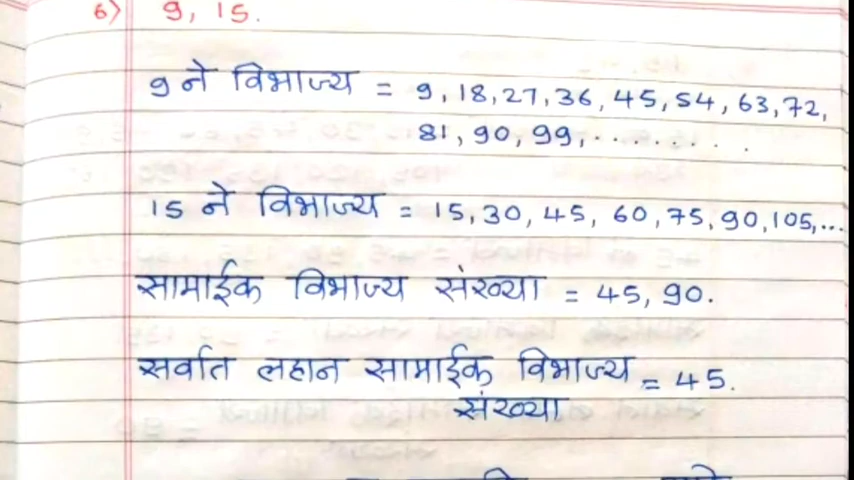 6) 9, 15.
9 ने विभाज्य = 9, 18, 27, 36, 45, 54, 63, 72,
81, 90, 99, . . . . . . . .
15 ने विभाज्य = 15, 30, 45, 60, 75, 90, 105, ...
सामाईक विभाज्य संख्या = 45, 90.
सर्वात लहान सामाईक विभाज्य = 45.
संख्या